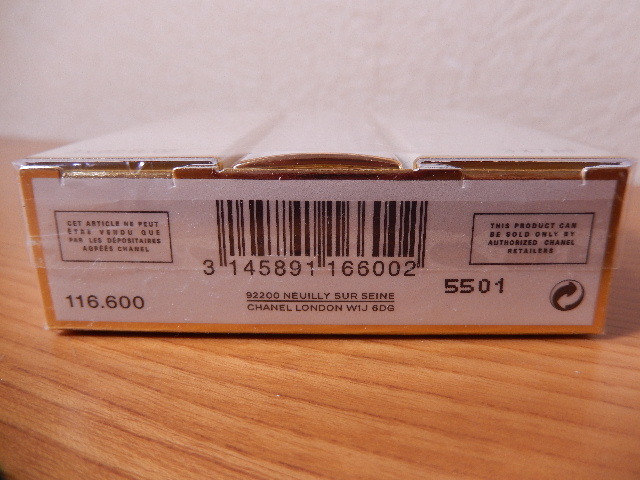 CET ARTICLE NE PEUT
ÊTRE VENDU QUE
PAR LES DÉPOSITAIRES
AGRÉÉS CHANEL
THIS PRODUCT CAN
BE SOLD ONLY BY
AUTHORIZED CHANEL
RETAILERS
3 145891 166002
5501
116.600
92200 NEUILLY SUR SEINE
CHANEL LONDON W1J 6DG